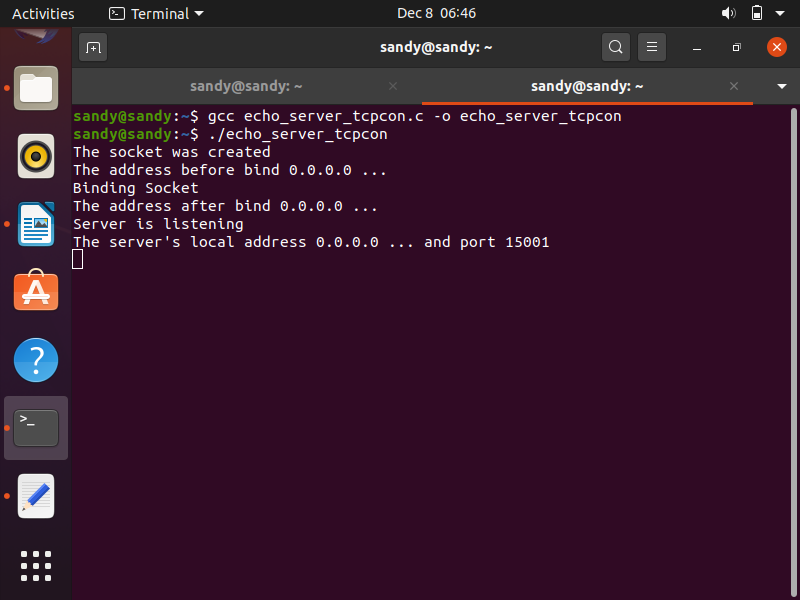 Activities
Terminal
Dec 8 06:46
sandy@sandy: ~
sandy@sandy: ~
sandy@sandy: ~
sandy@sandy:~$ gcc echo_server_tcpcon.c -o echo_server_tcpcon
sandy@sandy:~$ ./echo_server_tcpcon
The socket was created
The address before bind 0.0.0.0 ...
Binding Socket
The address after bind 0.0.0.0 ...
Server is listening
The server's local address 0.0.0.0 ... and port 15001